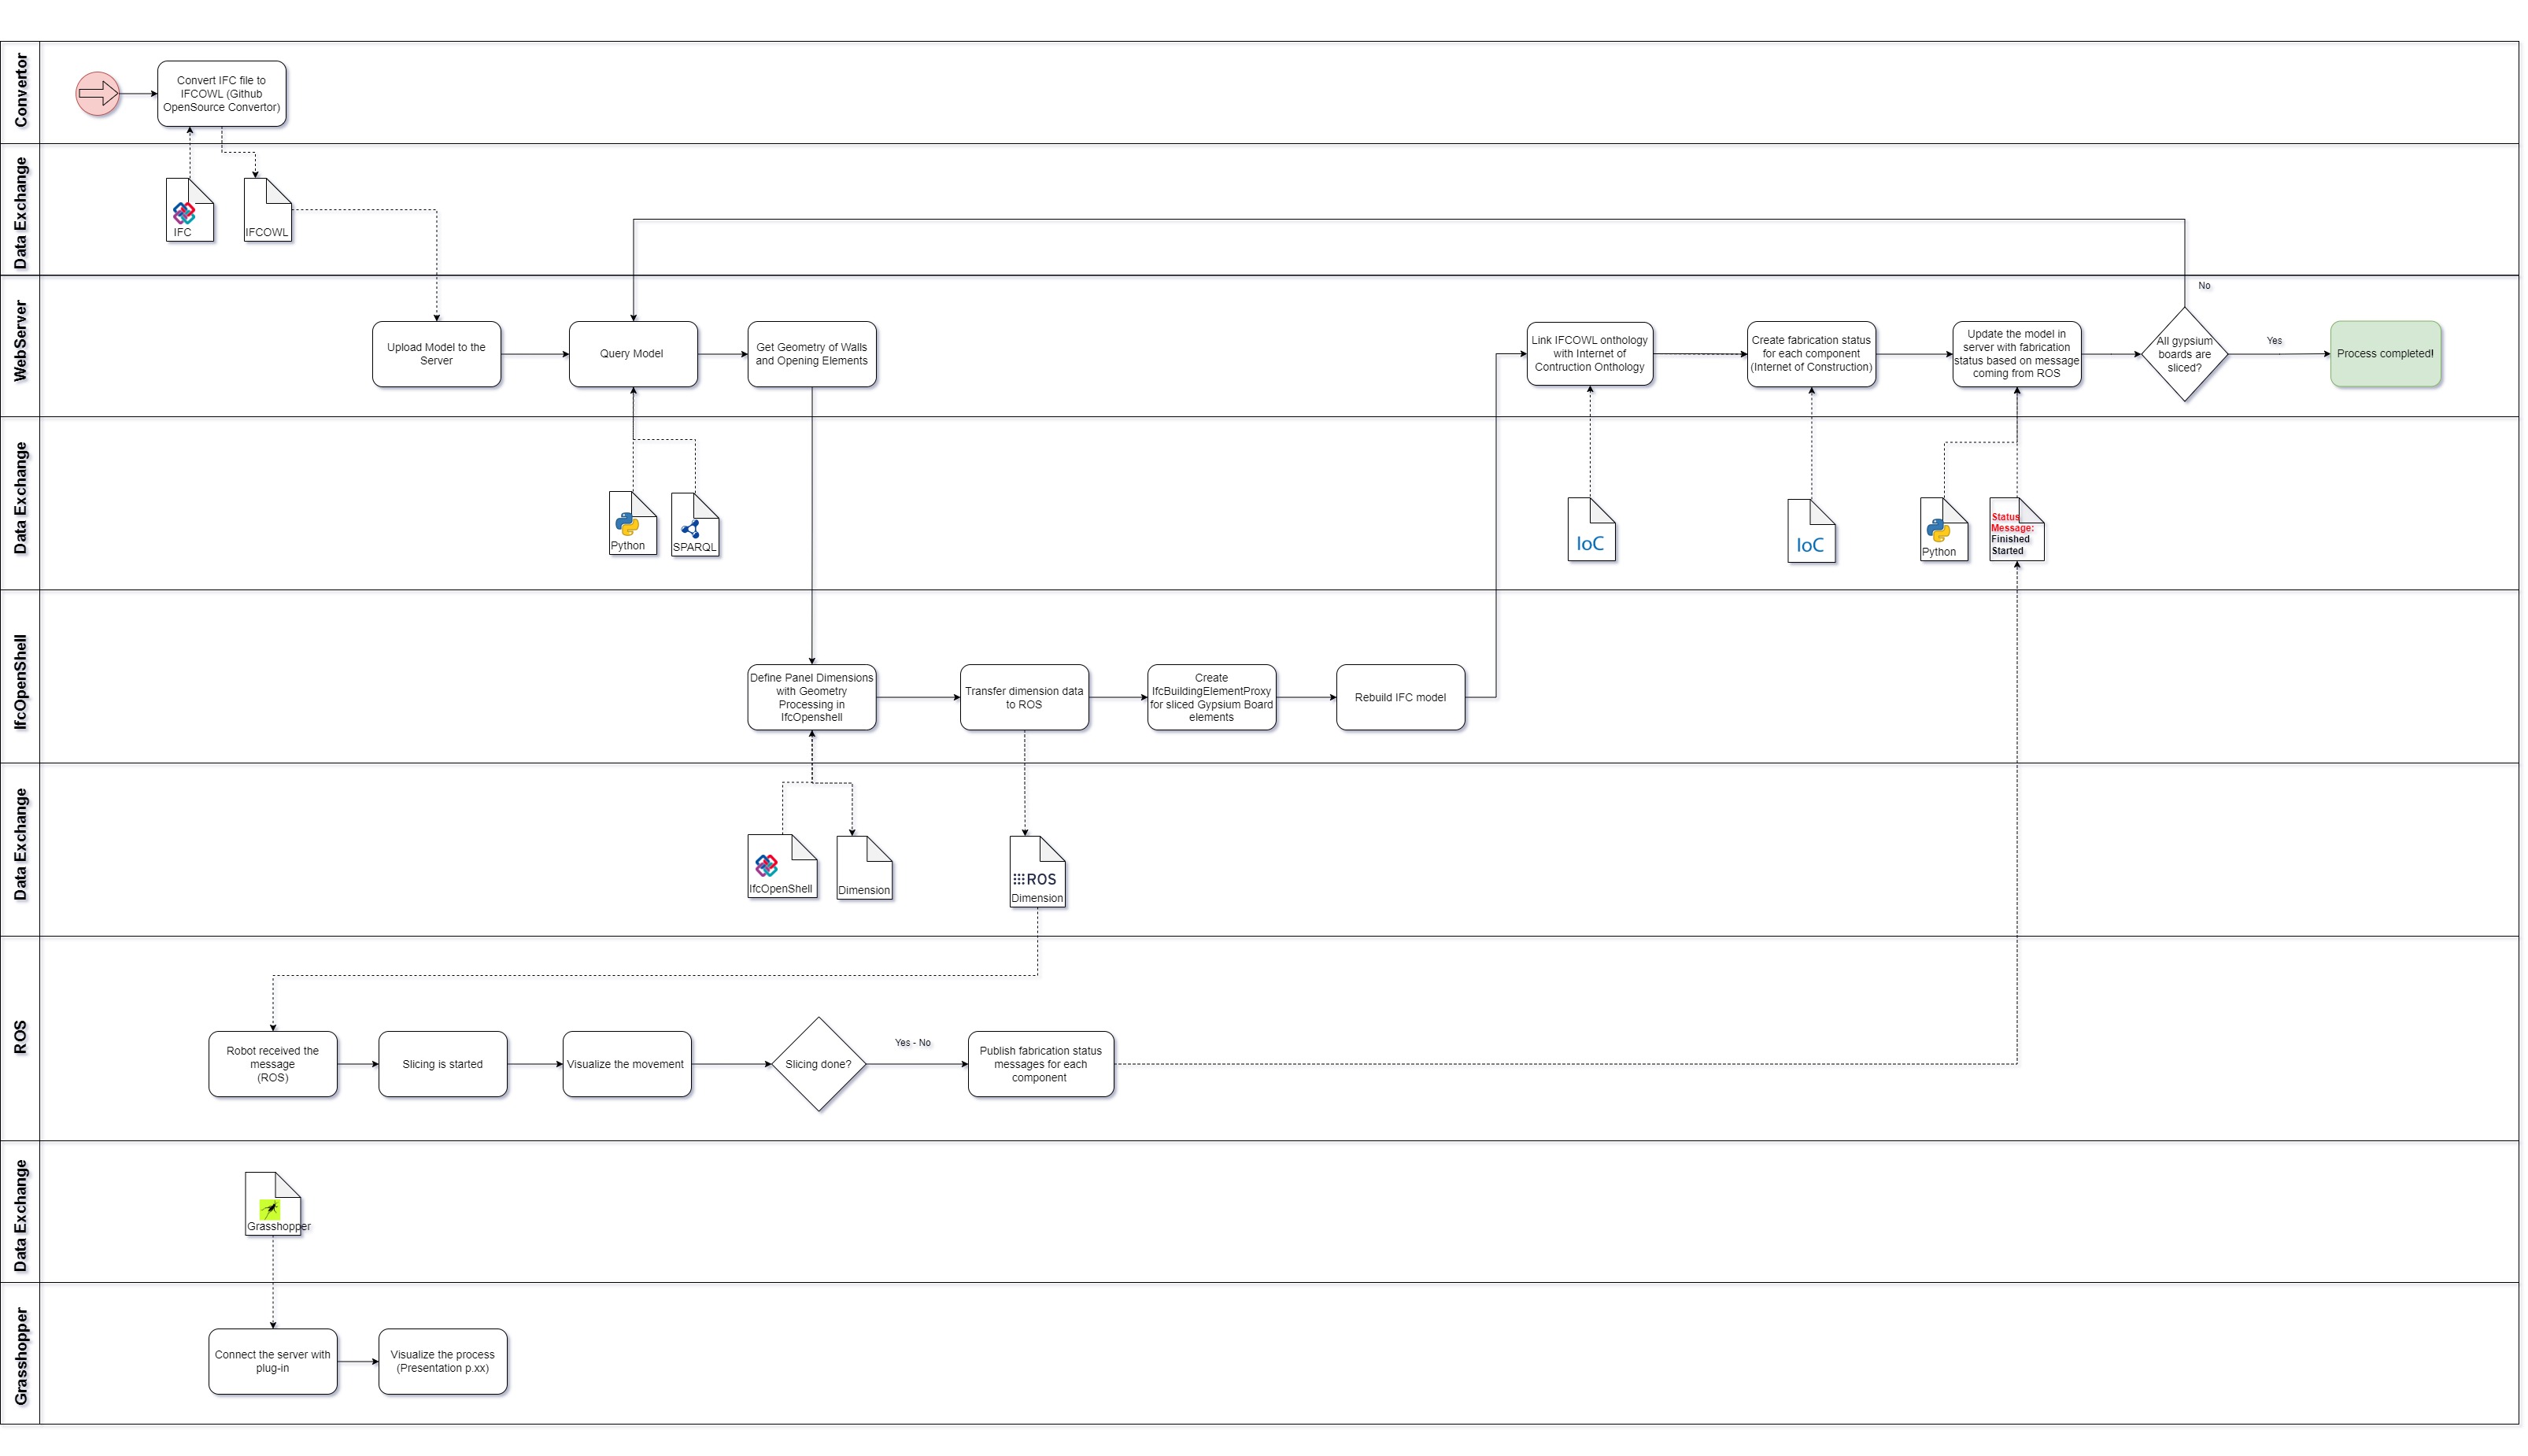 Convertor
Convert IFC file to
IFCOWL (Github
OpenSource Convertor)
Data Exchange
IFC
IFCOWL
WebServer
No
Upload Model to the
Server
Query Model
Get Geometry of Walls
and Opening Elements
Link IFCOWL onthology
with Internet of
Contruction Onthology
Create fabrication status
for each component
(Internet of Construction)
Update the model in
server with fabrication
status based on message
coming from ROS
All gypsium
boards are
sliced?
Yes
Process completed!
Data Exchange
Python
SPARQL
IoC
IoC
Python
Status
Message:
Finished
Started
IfcOpenShell
Define Panel Dimensions
with Geometry
Processing in
IfcOpenshell
Transfer dimension data
to ROS
Create
IfcBuildingElementProxy
for sliced Gypsium Board
elements
Rebuild IFC model
Data Exchange
IfcOpenShell
Dimension
ROS
Dimension
ROS
Robot received the
message
(ROS)
Slicing is started
Visualize the movement
Slicing done?
Yes - No
Publish fabrication status
messages for each
component
Data Exchange
Grasshopper
Grasshopper
Connect the server with
plug-in
Visualize the process
(Presentation p.xx)